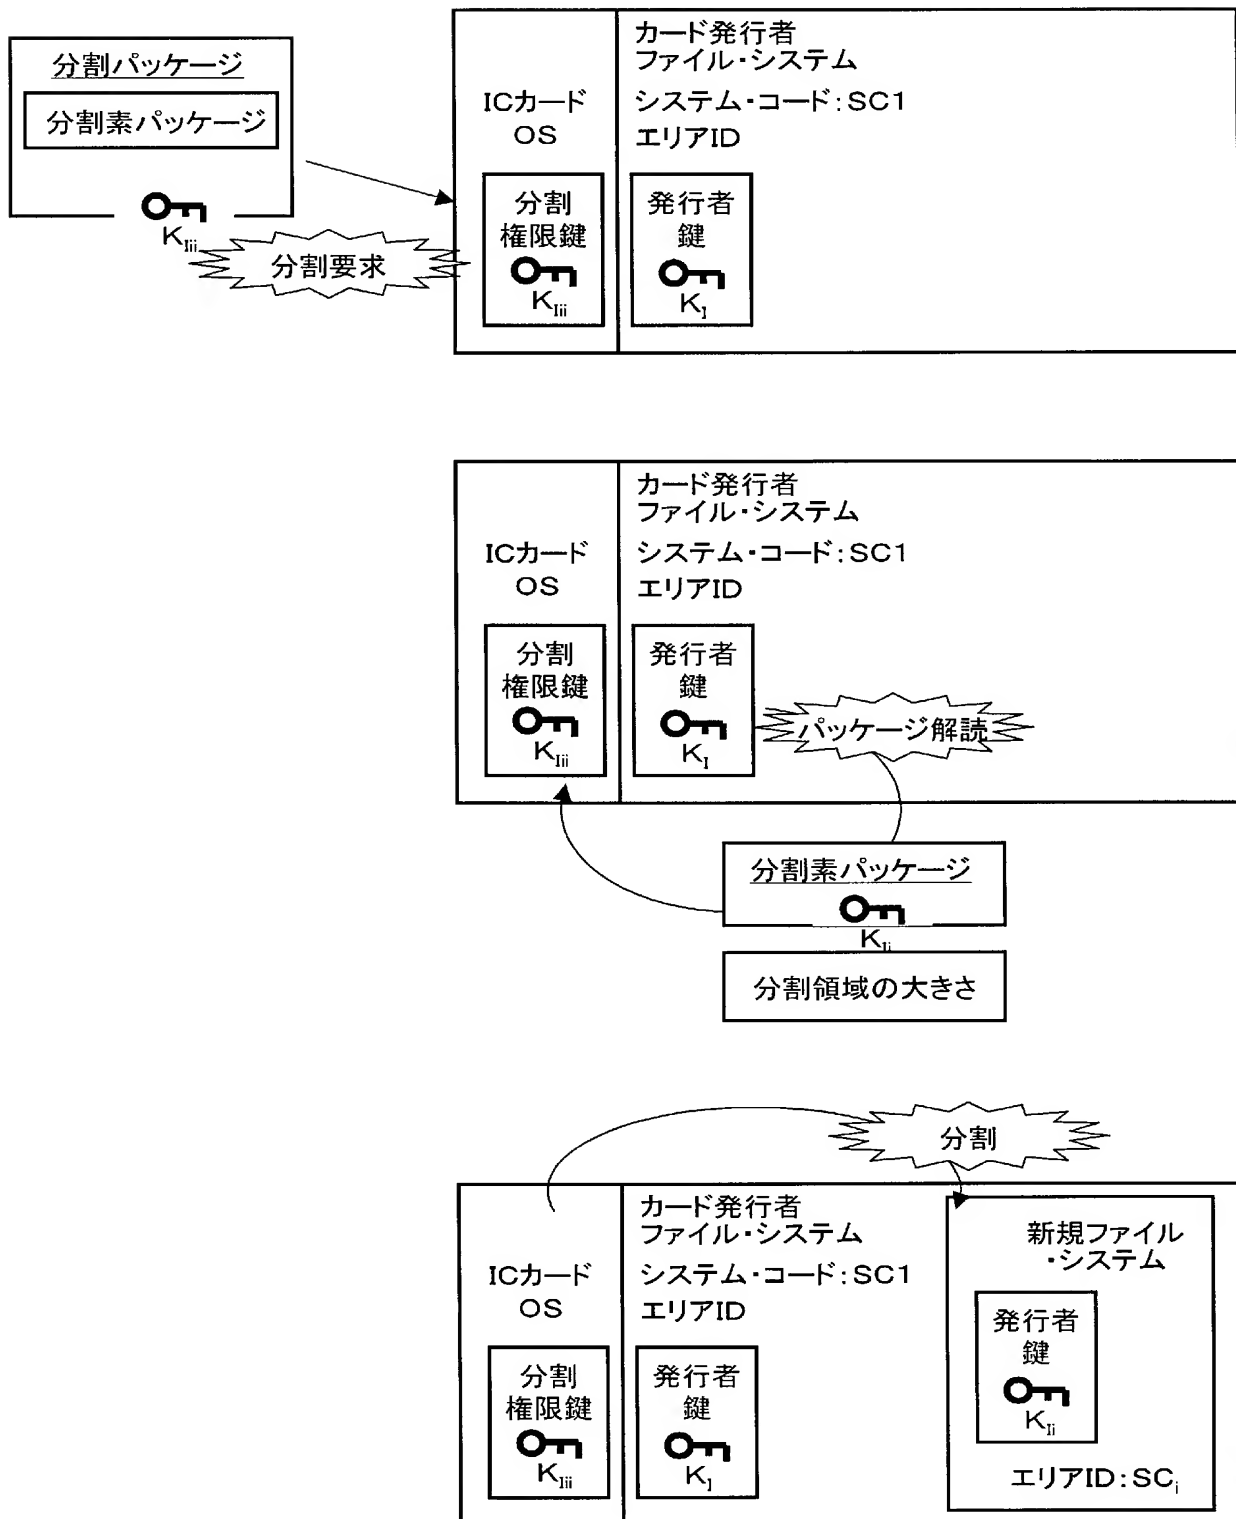 分割パッケージ
分割素パッケージ
K_Iii
分割要求
ICカード
OS
分割
権限鍵
K_Iii
カード発行者
ファイル・システム
システム・コード:SC1
エリアID
発行者
鍵
K_I
ICカード
OS
分割
権限鍵
K_Iii
カード発行者
ファイル・システム
システム・コード:SC1
エリアID
発行者
鍵
K_I
パッケージ解読
分割素パッケージ
K_Ii
分割領域の大きさ
分割
ICカード
OS
分割
権限鍵
K_Iii
カード発行者
ファイル・システム
システム・コード:SC1
エリアID
発行者
鍵
K_I
新規ファイル
・システム
発行者
鍵
K_Ii
エリアID:SC_i